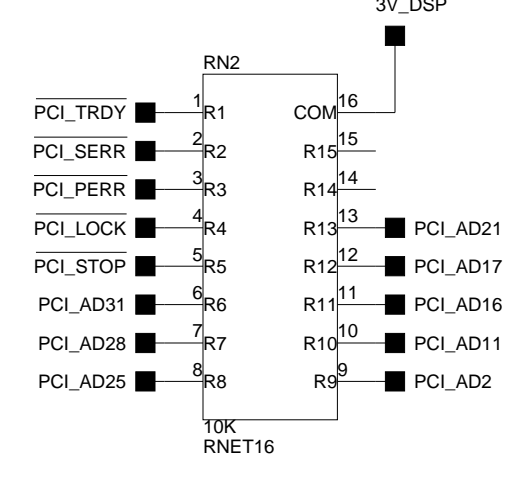 3V_DSP
RN2
PCI_TRDY 1 R1 COM 16
PCI_SERR 2 R2 R15 15
PCI_PERR 3 R3 R14 14
PCI_LOCK 4 R4 R13 13 PCI_AD21
PCI_STOP 5 R5 R12 12 PCI_AD17
PCI_AD31 6 R6 R11 11 PCI_AD16
PCI_AD28 7 R7 R10 10 PCI_AD11
PCI_AD25 8 R8 R9 9 PCI_AD2
10K
RNET16